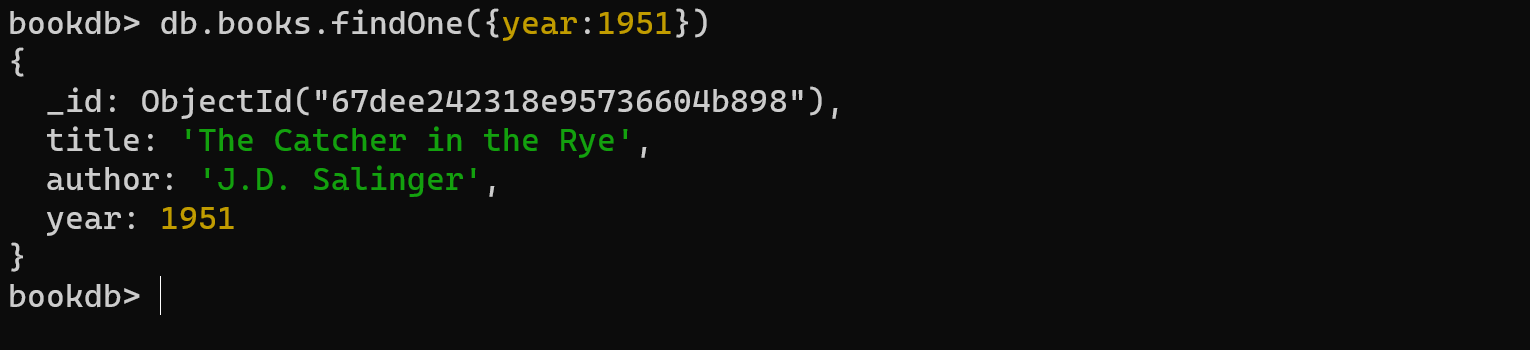 bookdb> db.books.findOne({year:1951})
{
  _id: ObjectId("67dee242318e95736604b898"),
  title: 'The Catcher in the Rye',
  author: 'J.D. Salinger',
  year: 1951
}
bookdb>